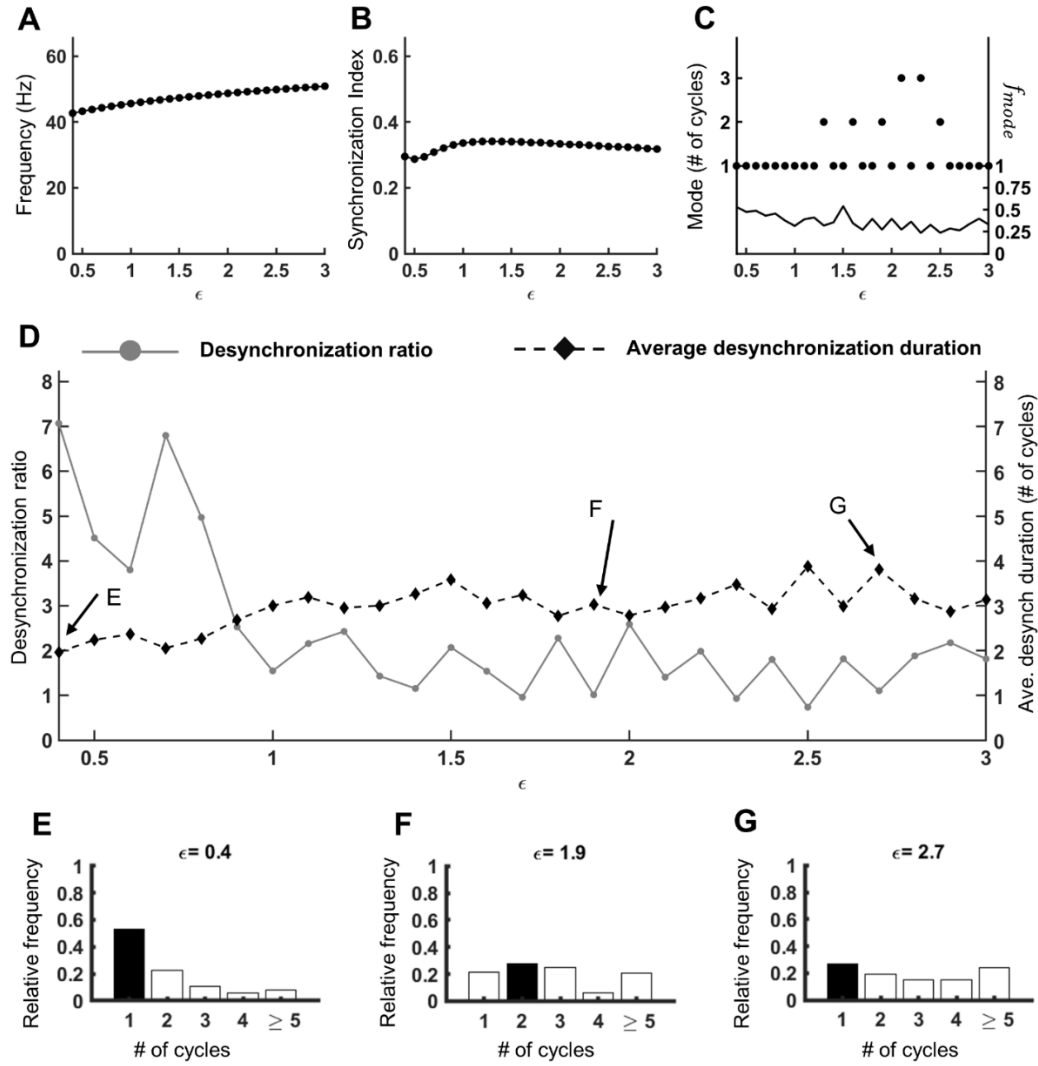 A
B
C
Frequency (Hz)
60
40
20
0
0.5 1 1.5 2 2.5 3
ϵ
Synchronization Index
0.6
0.4
0.2
0
0.5 1 1.5 2 2.5 3
ϵ
Mode (# of cycles)
3
2
1
f_mode
1
0.75
0.5
0.25
0
0.5 1 1.5 2 2.5 3
ϵ
D
Desynchronization ratio
Average desynchronization duration
Desynchronization ratio
8
7
6
5
4
3
2
1
0
E
F
G
Ave. desynch duration (# of cycles)
8
7
6
5
4
3
2
1
0
0.5 1 1.5 2 2.5 3
ϵ
E
ϵ= 0.4
Relative frequency
1
0.8
0.6
0.4
0.2
0
1 2 3 4 ≥ 5
# of cycles
F
ϵ= 1.9
Relative frequency
1
0.8
0.6
0.4
0.2
0
1 2 3 4 ≥ 5
# of cycles
G
ϵ= 2.7
Relative frequency
1
0.8
0.6
0.4
0.2
0
1 2 3 4 ≥ 5
# of cycles